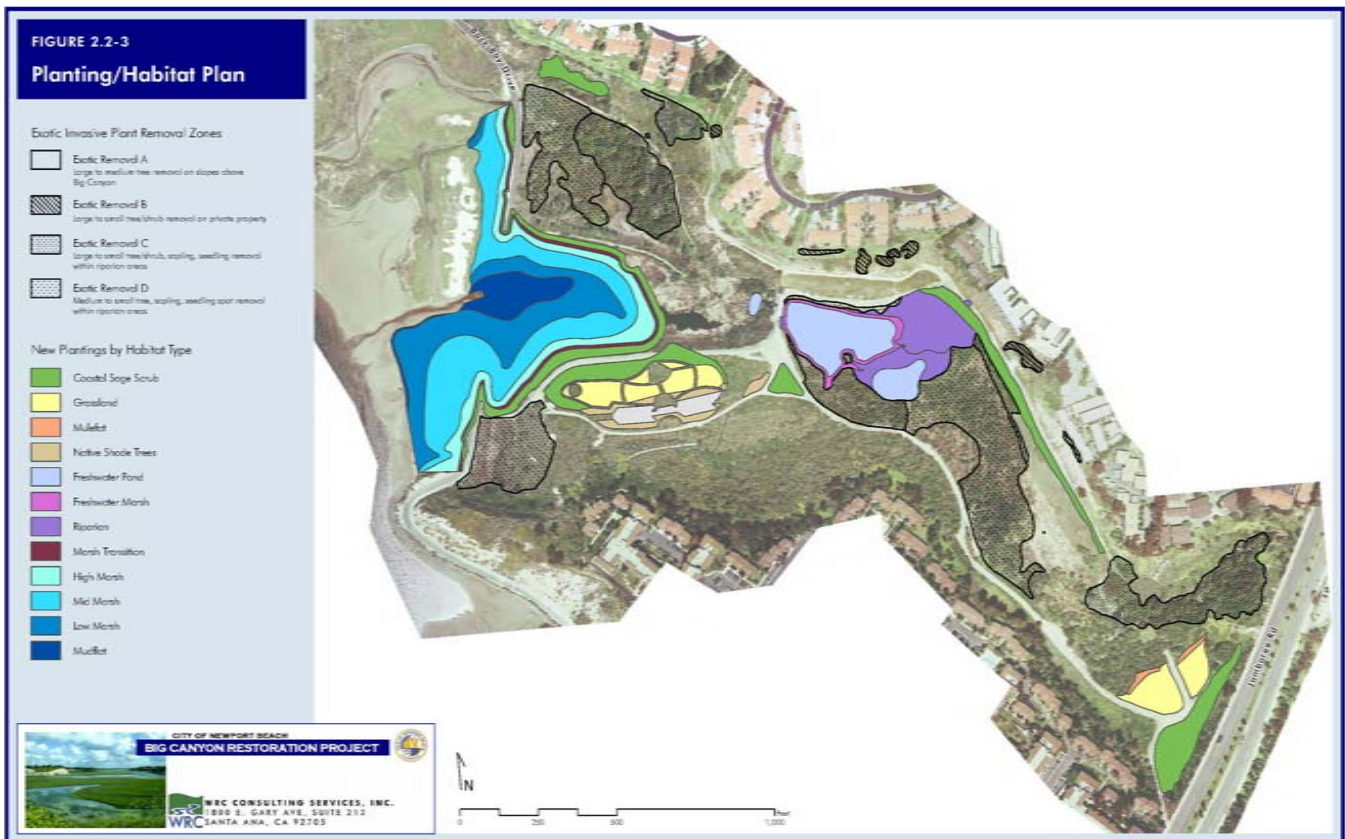 FIGURE 2.2-3
Planting/Habitat Plan
Exotic Invasive Plant Removal Zones
Exotic Removal A
Large to medium tree removal on slopes above
Big Canyon
Exotic Removal B
Large to small tree/shrub removal on private property
Exotic Removal C
Large to small tree/shrub, sapling, seedling removal
within riparian areas
Exotic Removal D
Medium to small tree, sapling, seedling spot removal
within riparian areas
New Plantings by Habitat Type
Coastal Sage Scrub
Grassland
Mulefat
Native Shade Trees
Freshwater Pond
Freshwater Marsh
Riparian
Marsh Transition
High Marsh
Mid Marsh
Low Marsh
Mudflat
Back Bay Drive
Jamboree Rd
CITY OF NEWPORT BEACH
BIG CANYON RESTORATION PROJECT
WRC CONSULTING SERVICES, INC.
1800 E. GARY AVE, SUITE 213
SANTA ANA, CA 92705
WRC
N
0 250 500 1,000 Feet